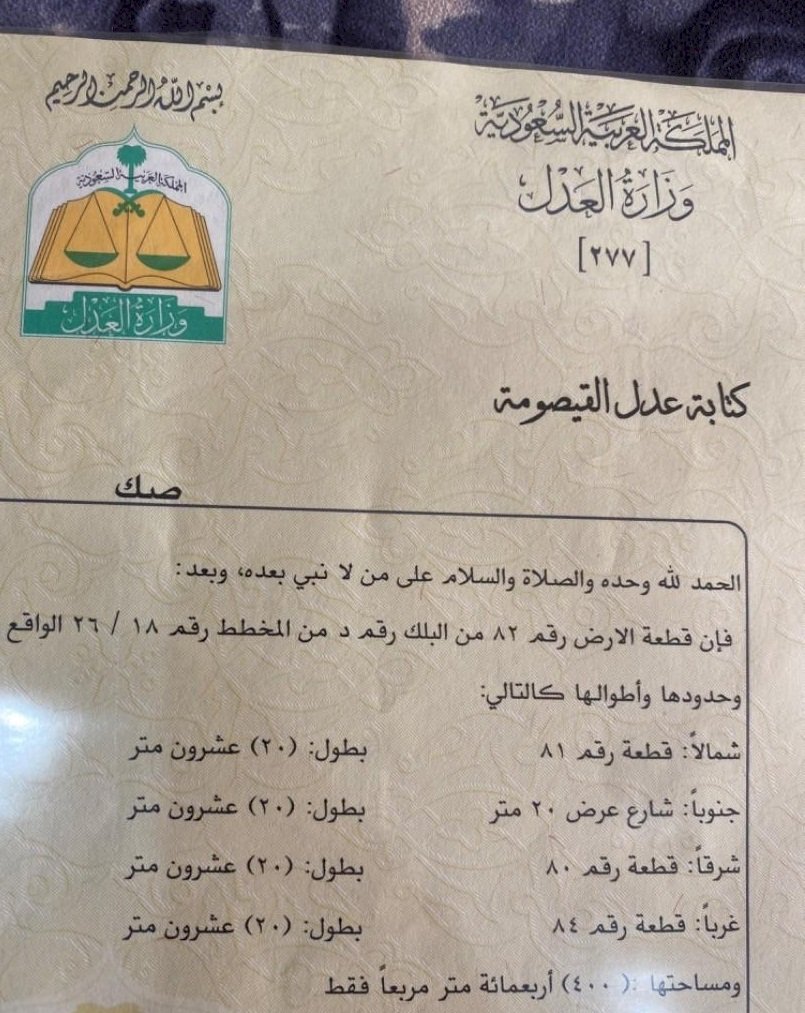 بسم الله الرحمن الرحيم
المملكة العربية السعودية
وزارة العدل
[٢٧٧]
المملكة العربية السعودية
وزارة العدل
كتابة عدل القيصومة
صك
الحمد لله وحده والصلاة والسلام على من لا نبي بعده، وبعد:
فإن قطعة الارض رقم ٨٢ من البلك رقم د من المخطط رقم ١٨ / ٢٦ الواقع
وحدودها وأطوالها كالتالي:
شمالاً: قطعة رقم ٨١ بطول: (٢٠) عشرون متر
جنوباً: شارع عرض ٢٠ متر بطول: (٢٠) عشرون متر
شرقاً: قطعة رقم ٨٠ بطول: (٢٠) عشرون متر
غرباً: قطعة رقم ٨٤ بطول: (٢٠) عشرون متر
ومساحتها :( ٤٠٠) أربعمائة متر مربعاً فقط